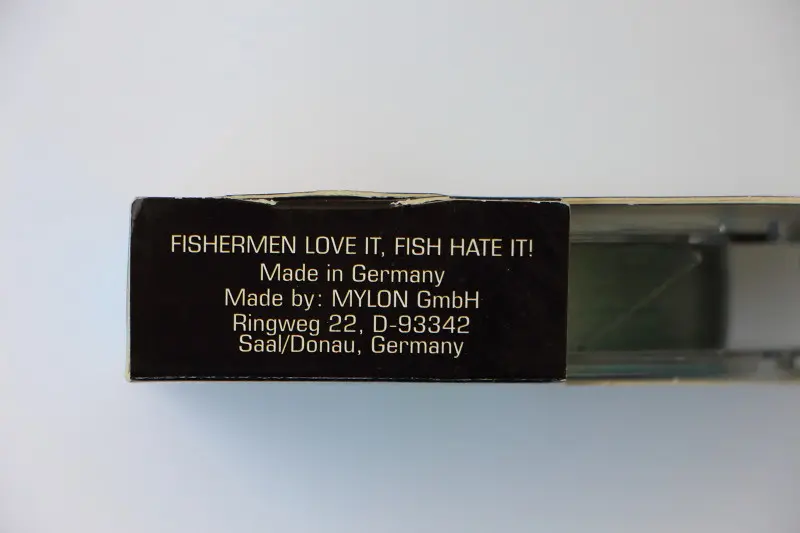 FISHERMEN LOVE IT, FISH HATE IT!
Made in Germany
Made by: MYLON GmbH
Ringweg 22, D-93342
Saal/Donau, Germany